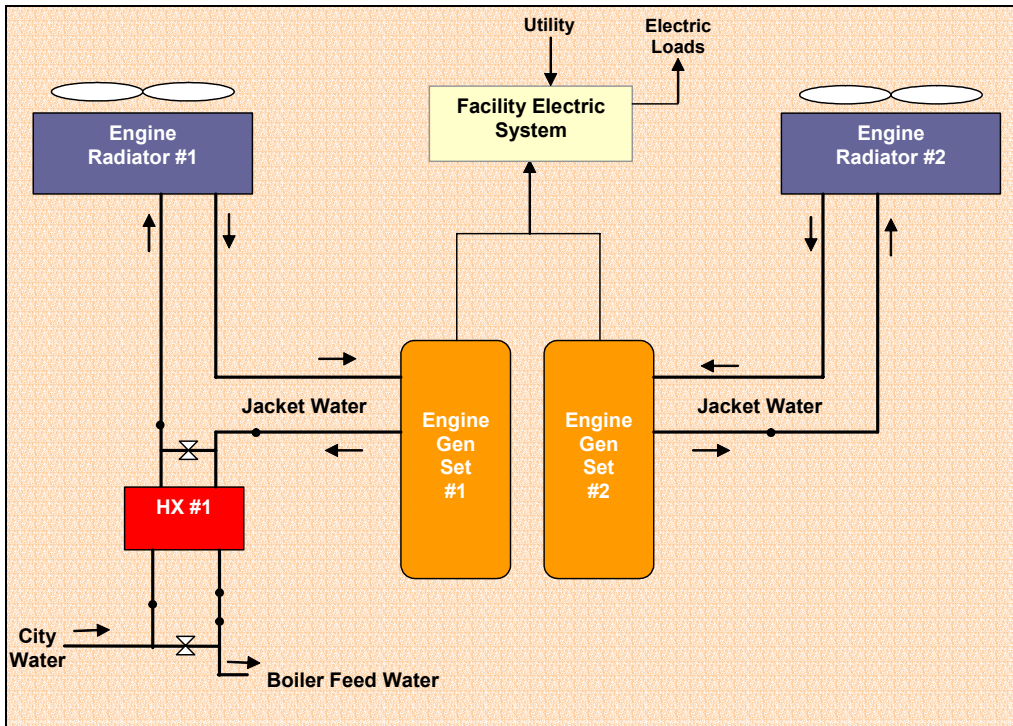 Utility
Electric
Loads
Engine
Radiator #1
Facility Electric
System
Engine
Radiator #2
Jacket Water
Jacket Water
Engine
Gen
Set
#1
Engine
Gen
Set
#2
HX #1
City
Water
Boiler Feed Water